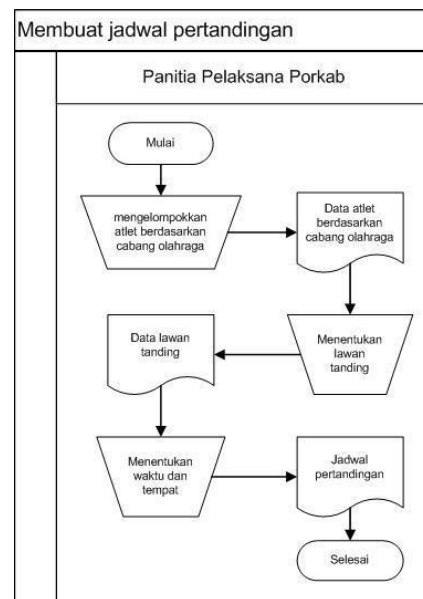 Membuat jadwal pertandingan
Panitia Pelaksana Porkab
Mulai
mengelompokkan
atlet berdasarkan
cabang olahraga
Data atlet
berdasarkan
cabang olahraga
Menentukan
lawan
tanding
Data lawan
tanding
Menentukan
waktu dan
tempat
Jadwal
pertandingan
Selesai